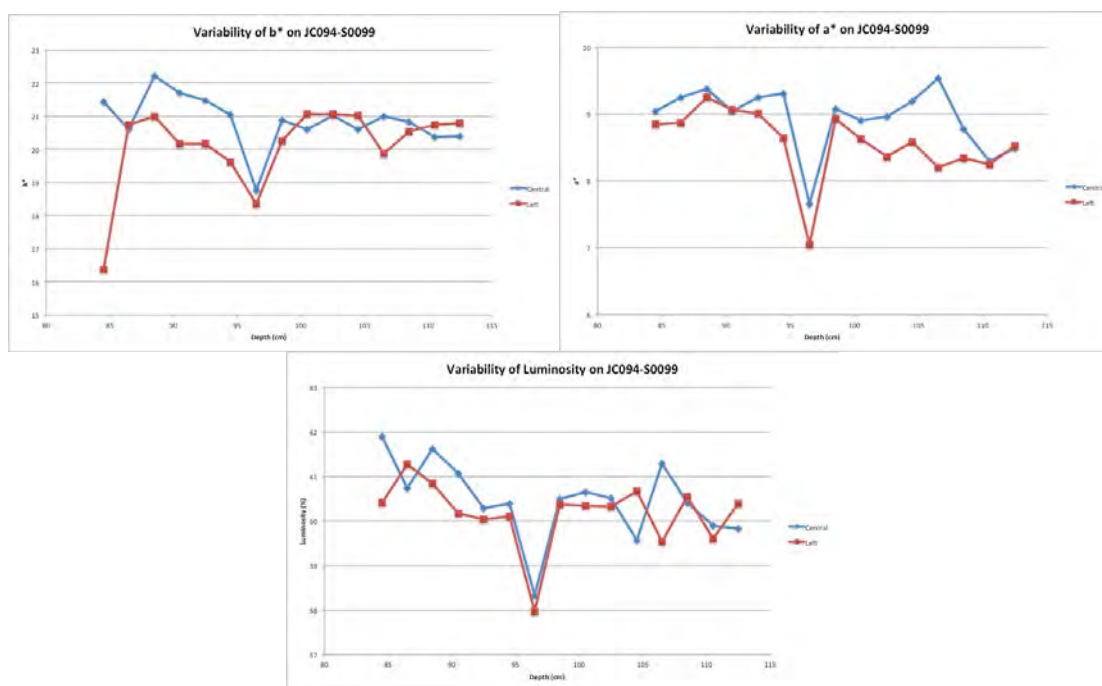 Variability of b* on JC094-S0099
23
22
21
20
19
18
17
16
15
b*
80 85 90 95 100 105 110 115
Depth (cm)
Central
Left
Variability of a* on JC094-S0099
10
9
8
7
6
a*
80 85 90 95 100 105 110 115
Depth (cm)
Central
Left
Variability of Luminosity on JC094-S0099
63
62
61
60
59
58
57
Luminosity (%)
80 85 90 95 100 105 110 115
Depth (cm)
Central
Left